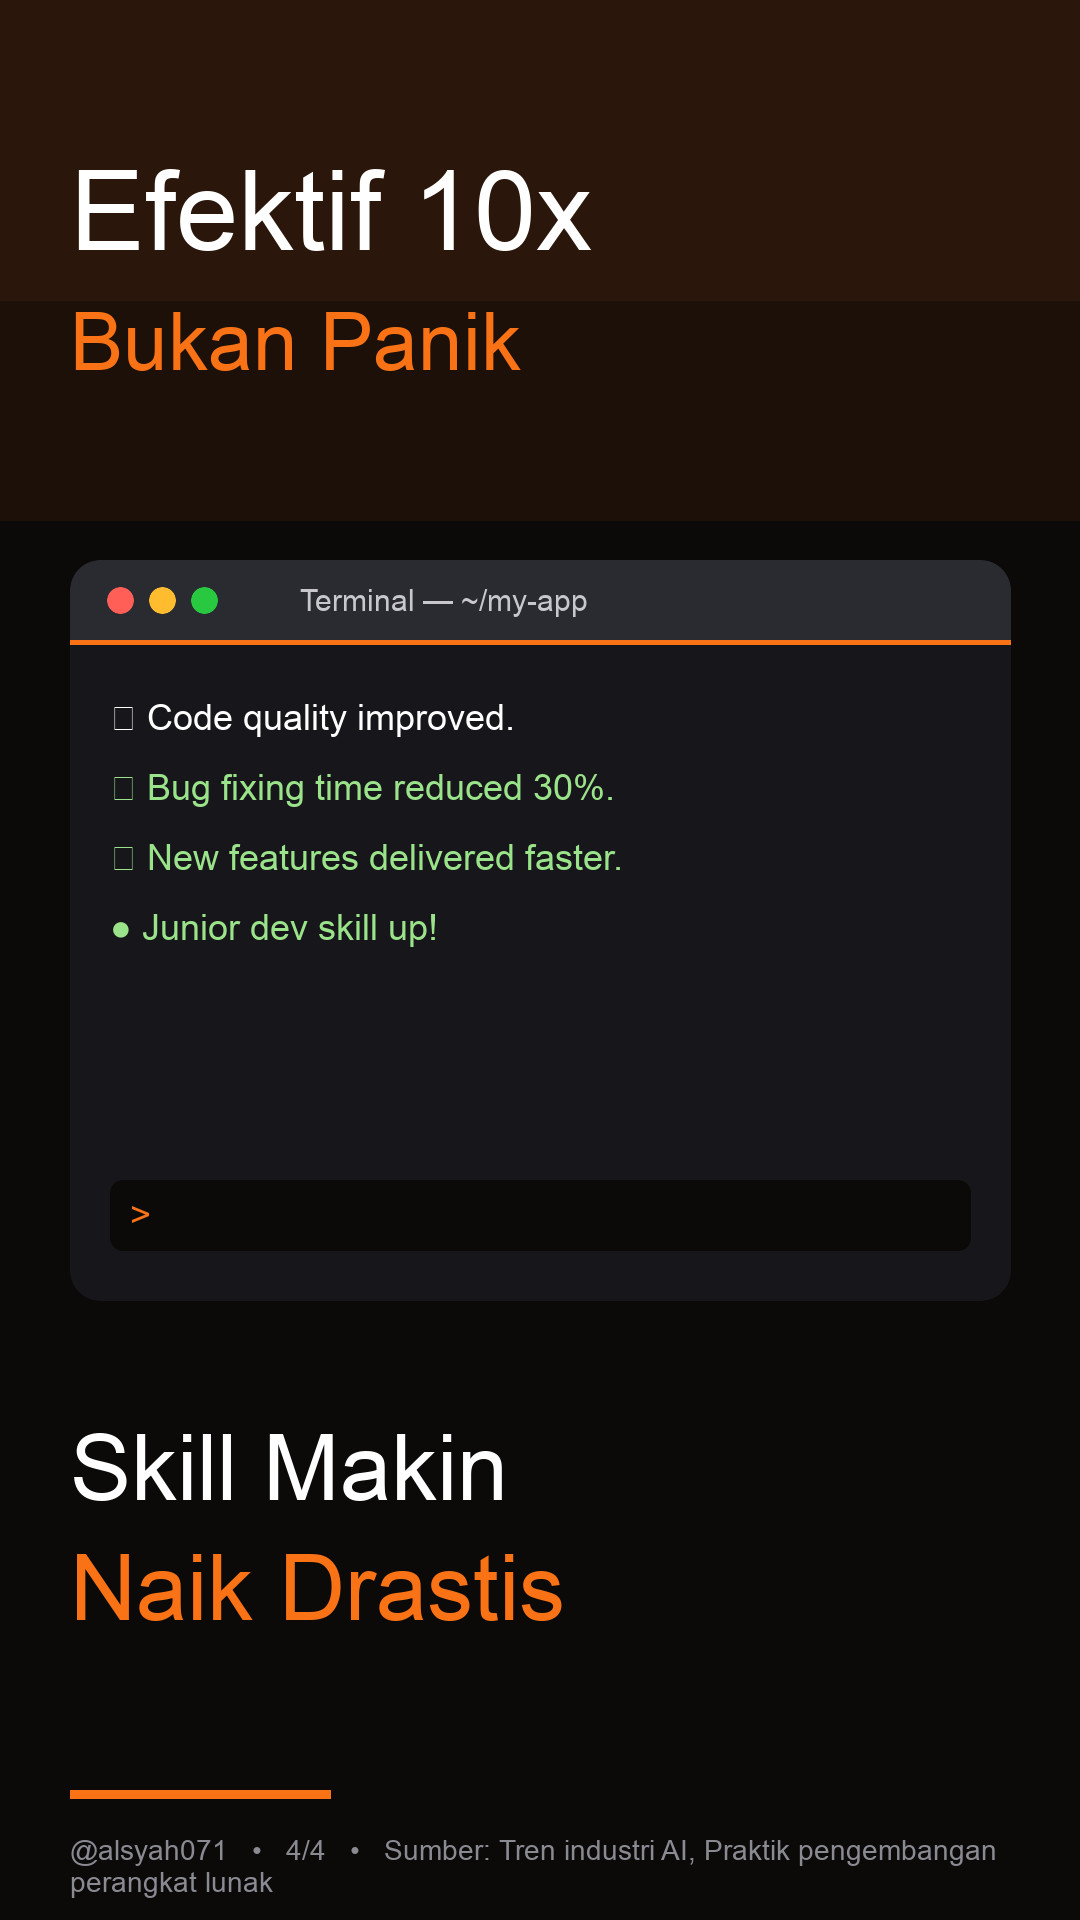 Efektif 10x
Bukan Panik
Terminal — ~/my-app
□ Code quality improved.
□ Bug fixing time reduced 30%.
□ New features delivered faster.
● Junior dev skill up!
>
Skill Makin
Naik Drastis
@alsyah071 • 4/4 • Sumber: Tren industri AI, Praktik pengembangan
perangkat lunak